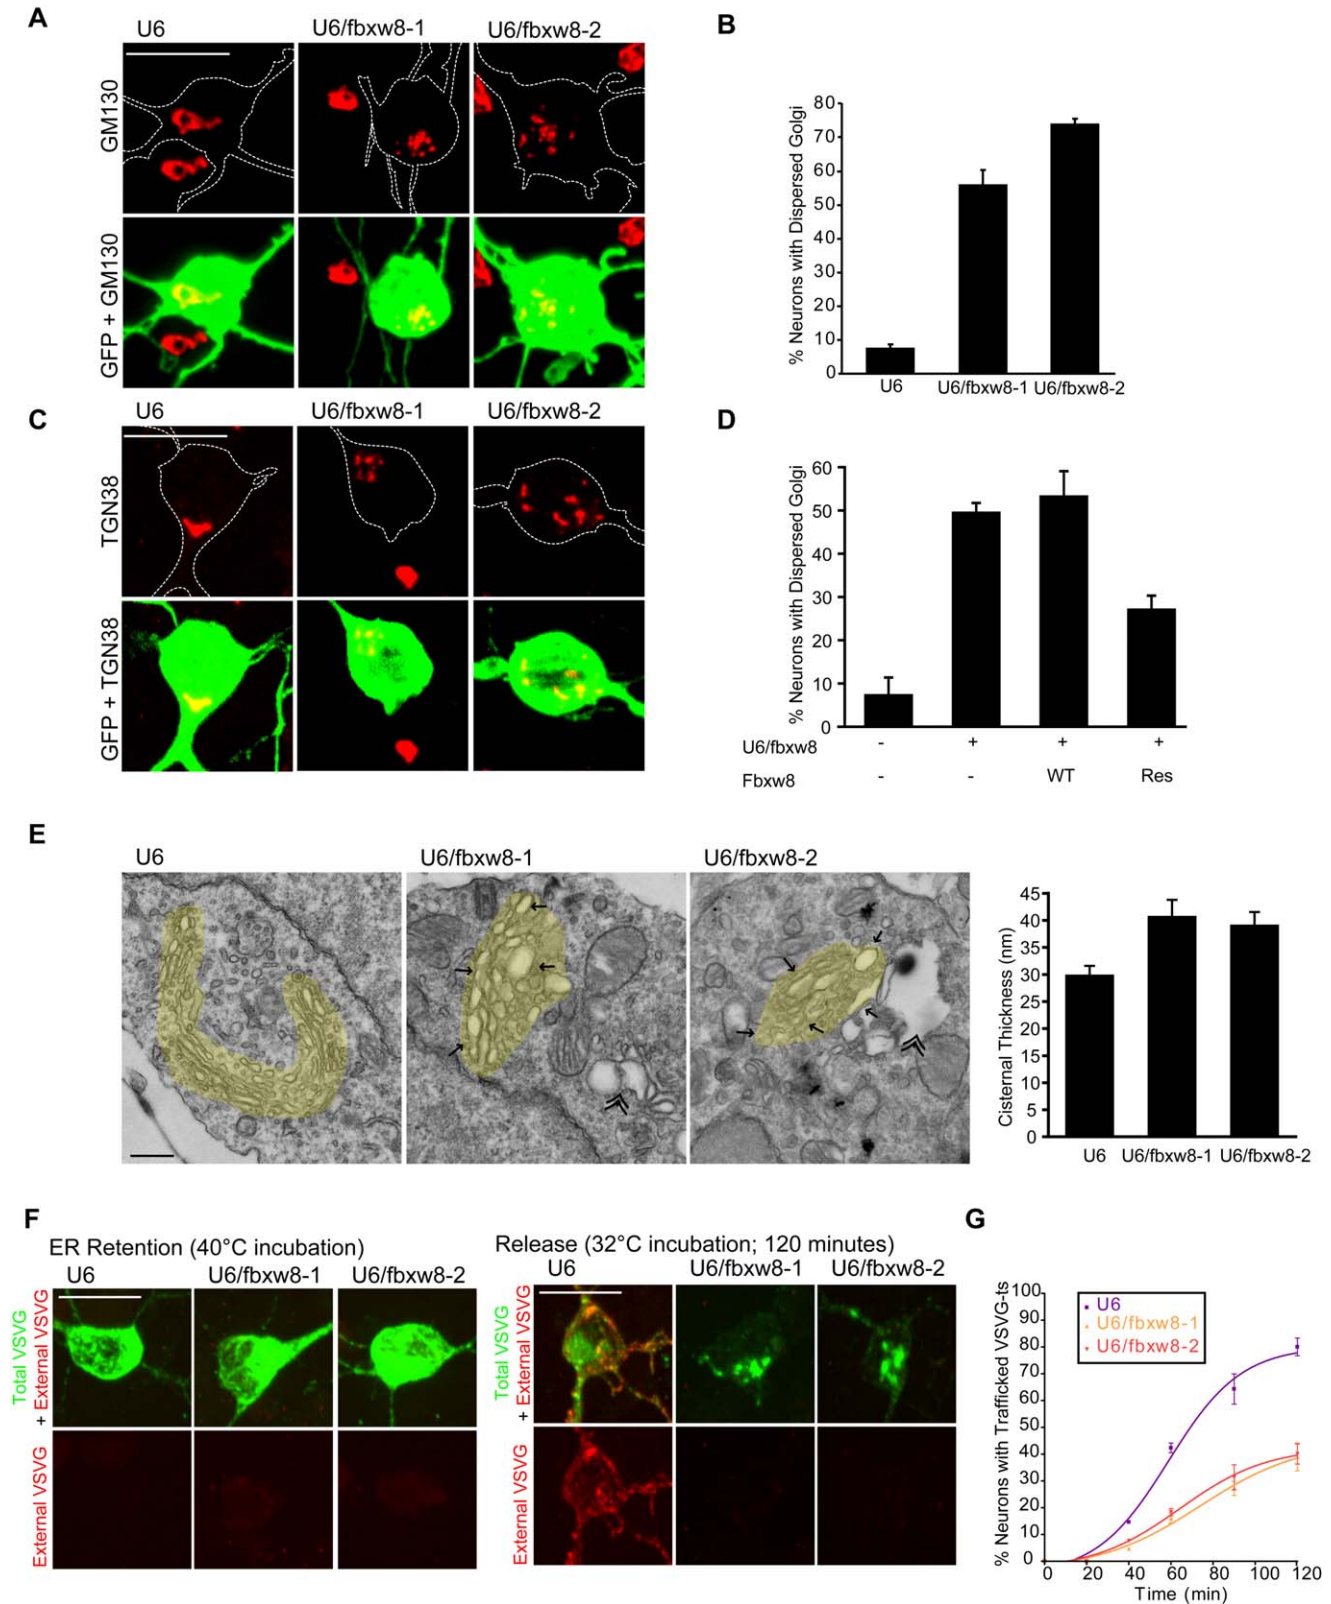 A
U6
U6/fbxw8-1
U6/fbxw8-2
GM130
GFP + GM130
B
% Neurons with Dispersed Golgi
80
70
60
50
40
30
20
10
0
U6
U6/fbxw8-1
U6/fbxw8-2
C
U6
U6/fbxw8-1
U6/fbxw8-2
TGN38
GFP + TGN38
D
% Neurons with Dispersed Golgi
60
50
40
30
20
10
0
U6/fbxw8 - + + +
Fbxw8 - - WT Res
E
U6
U6/fbxw8-1
U6/fbxw8-2
Cisternal Thickness (nm)
45
40
35
30
25
20
15
10
5
0
U6
U6/fbxw8-1
U6/fbxw8-2
F
ER Retention (40°C incubation)
U6
U6/fbxw8-1
U6/fbxw8-2
Total VSVG
+ External VSVG
External VSVG
Release (32°C incubation; 120 minutes)
U6
U6/fbxw8-1
U6/fbxw8-2
Total VSVG
+ External VSVG
External VSVG
G
% Neurons with Trafficked VSVG-ts
100
90
80
70
60
50
40
30
20
10
0
U6
U6/fbxw8-1
U6/fbxw8-2
0 20 40 60 80 100 120
Time (min)